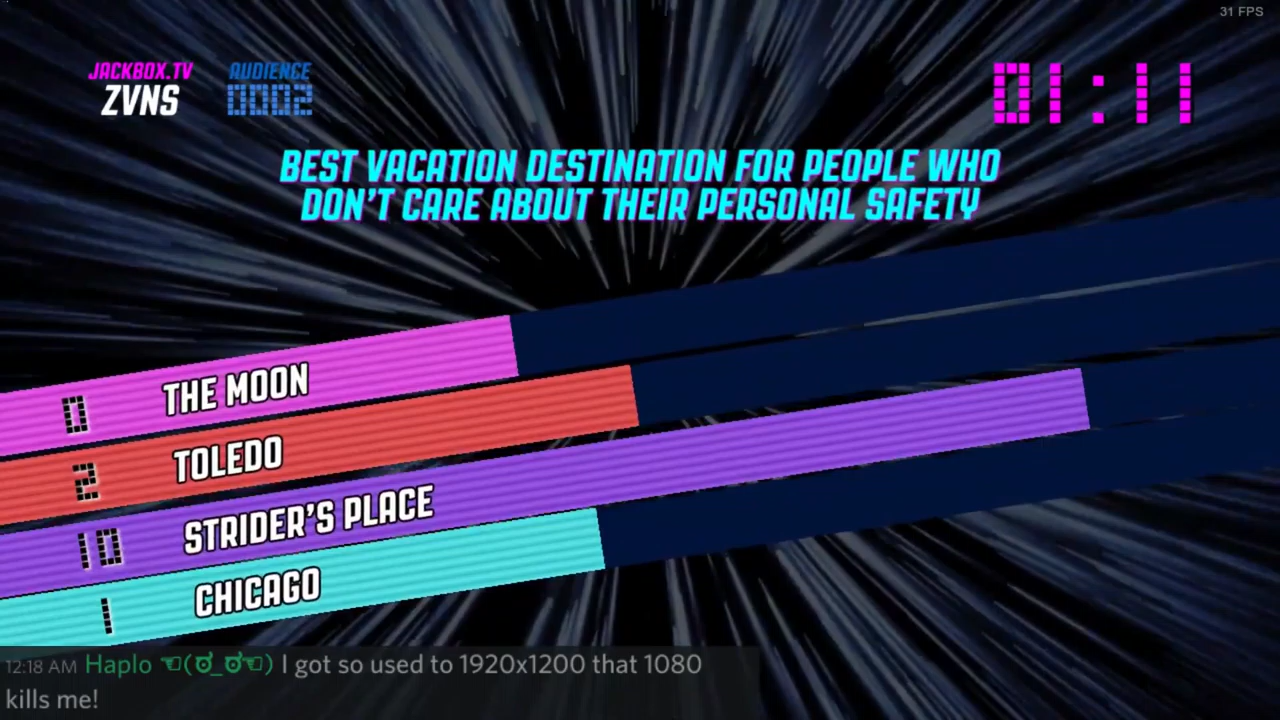 31 FPS
JACKBOX.TV
ZVNS
AUDIENCE
0002
01:11
BEST VACATION DESTINATION FOR PEOPLE WHO
DON'T CARE ABOUT THEIR PERSONAL SAFETY
0 THE MOON
2 TOLEDO
10 STRIDER'S PLACE
1 CHICAGO
12:18 AM Haplo ☜(ಠ_ಠ☜) I got so used to 1920x1200 that 1080
kills me!